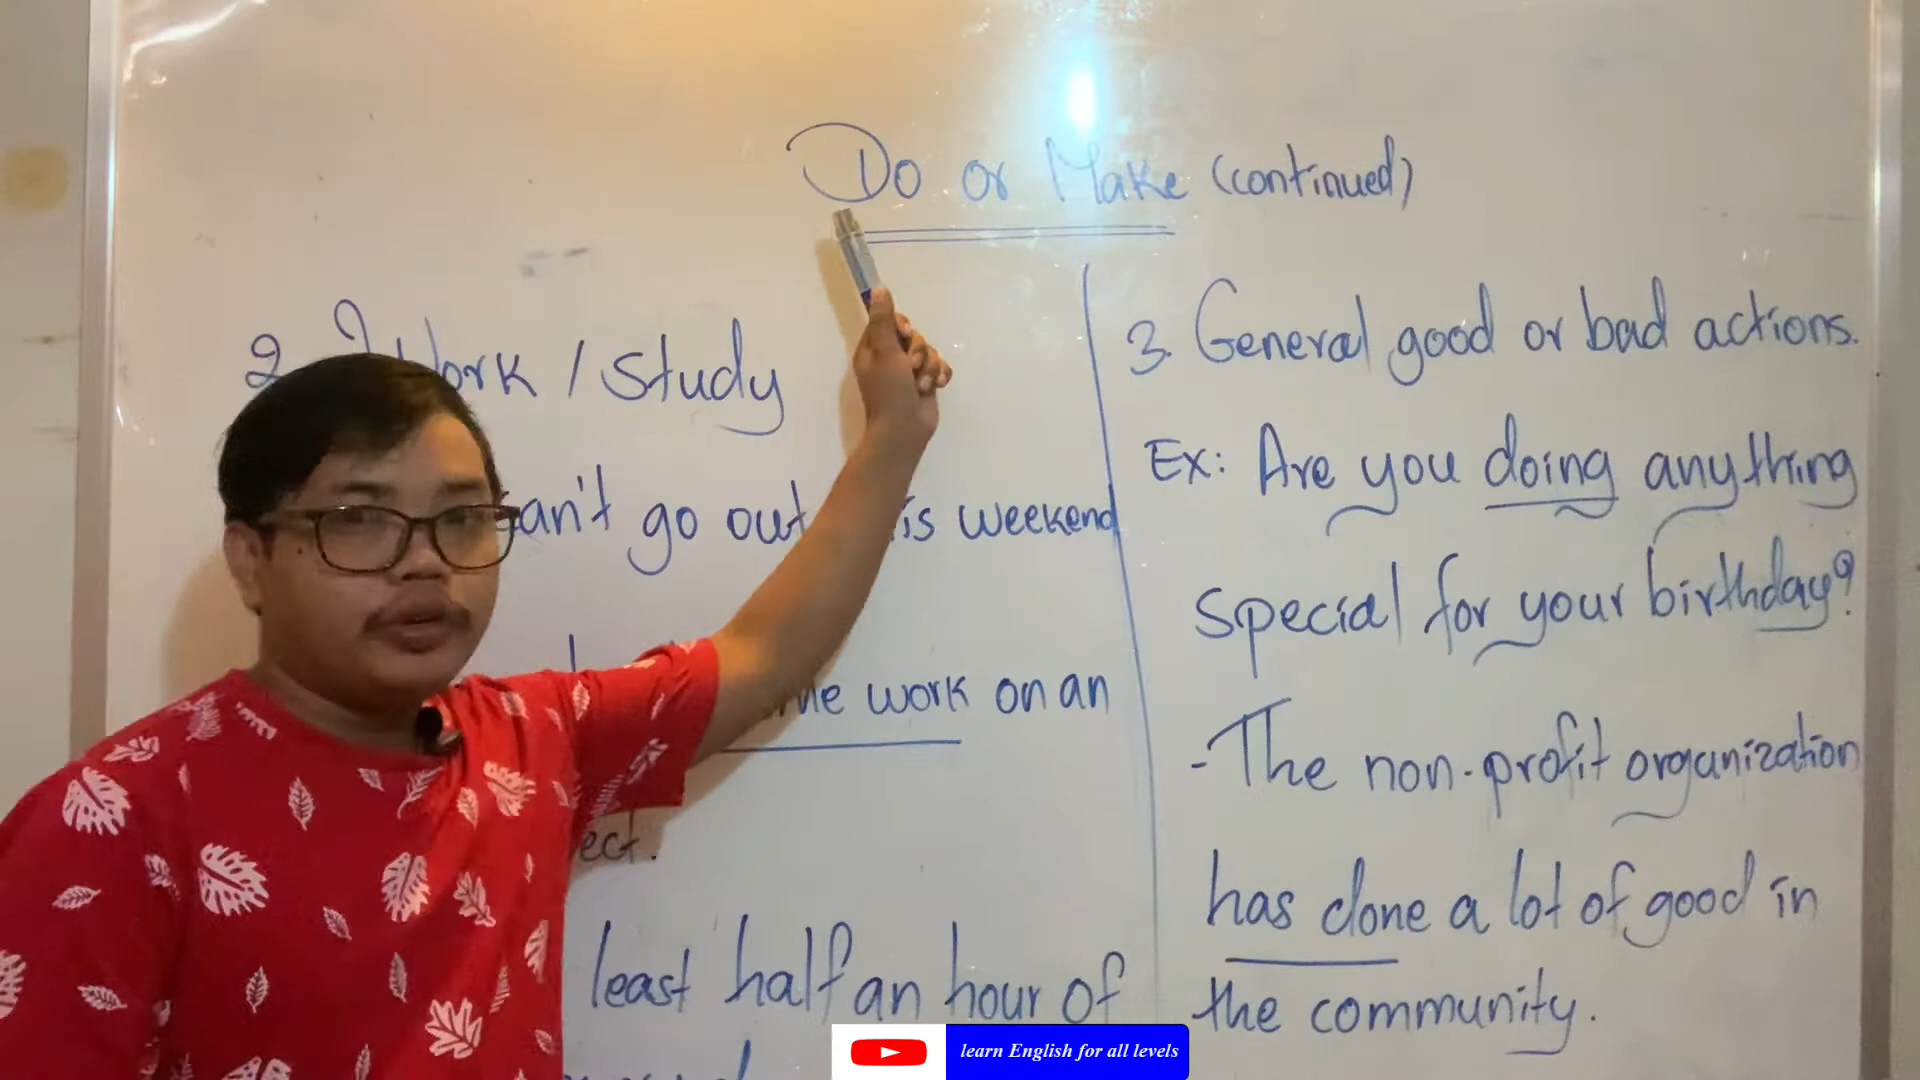 Do or Make (continued)
2. Work / Study
can't go out is weekend
work on an
ect.
least half an hour of
3. General good or bad actions.
Ex: Are you doing anything
special for your birthday?
- The non-profit organization
has done a lot of good in
the community.
learn English for all levels